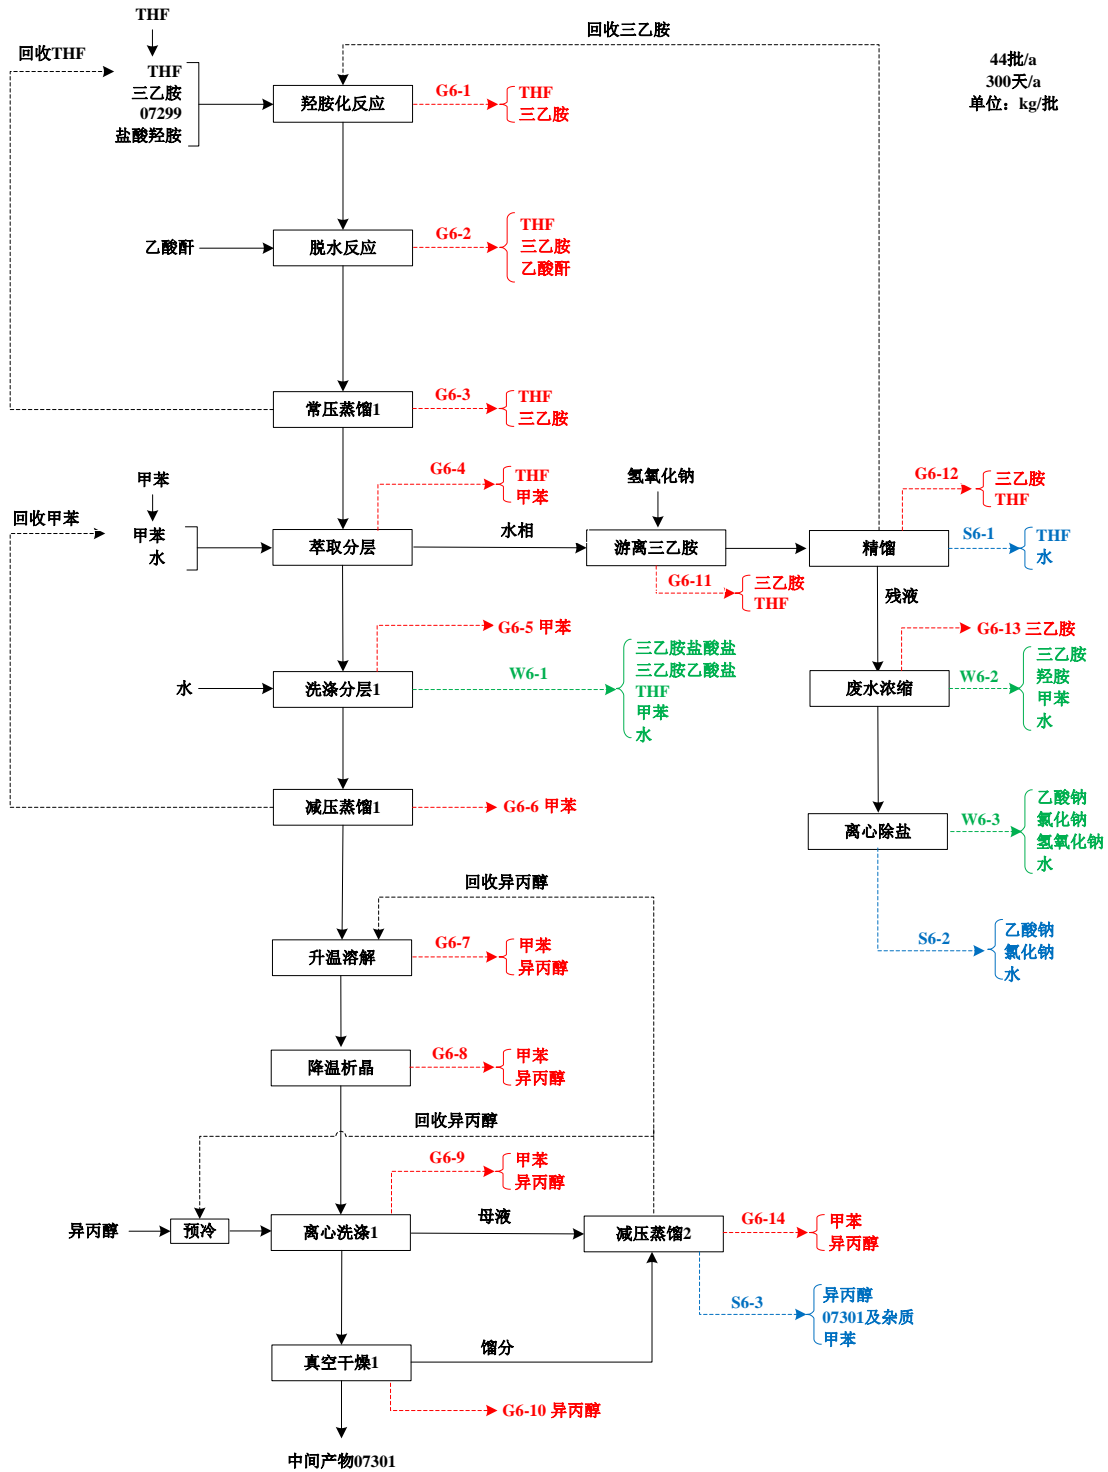 THF
回收THF
回收三乙胺
44批/a
300天/a
单位：kg/批
THF
三乙胺
07299
盐酸羟胺
羟胺化反应
G6-1
THF
三乙胺
乙酸酐
脱水反应
G6-2
THF
三乙胺
乙酸酐
常压蒸馏1
G6-3
THF
三乙胺
甲苯
回收甲苯
甲苯
水
G6-4
THF
甲苯
萃取分层
水相
氢氧化钠
游离三乙胺
G6-11
三乙胺
THF
精馏
G6-12
三乙胺
THF
S6-1
THF
水
残液
G6-5 甲苯
水
洗涤分层1
W6-1
三乙胺盐酸盐
三乙胺乙酸盐
THF
甲苯
水
G6-13 三乙胺
废水浓缩
W6-2
三乙胺
羟胺
甲苯
水
减压蒸馏1
G6-6 甲苯
离心除盐
W6-3
乙酸钠
氯化钠
氢氧化钠
水
回收异丙醇
升温溶解
G6-7
甲苯
异丙醇
S6-2
乙酸钠
氯化钠
水
降温析晶
G6-8
甲苯
异丙醇
回收异丙醇
G6-9
甲苯
异丙醇
异丙醇
预冷
离心洗涤1
母液
减压蒸馏2
G6-14
甲苯
异丙醇
S6-3
异丙醇
07301及杂质
甲苯
真空干燥1
馏分
G6-10 异丙醇
中间产物07301